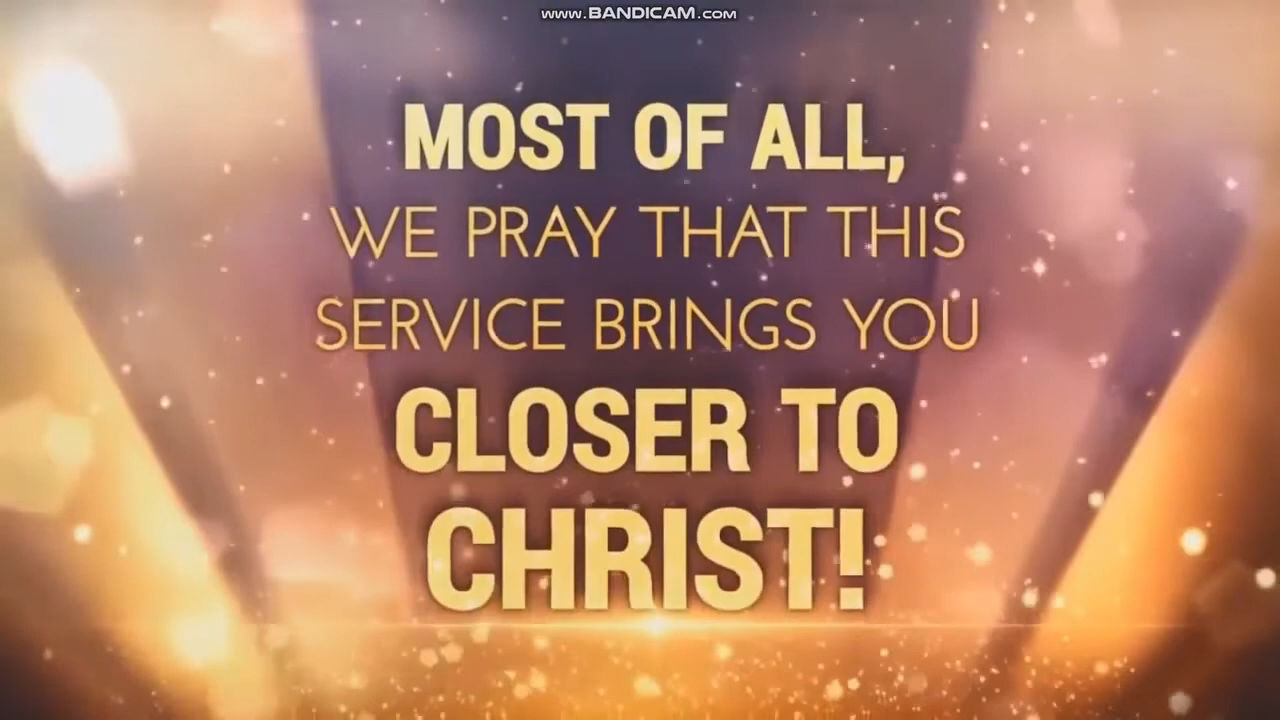 www.BANDICAM.com
MOST OF ALL,
WE PRAY THAT THIS
SERVICE BRINGS YOU
CLOSER TO
CHRIST!